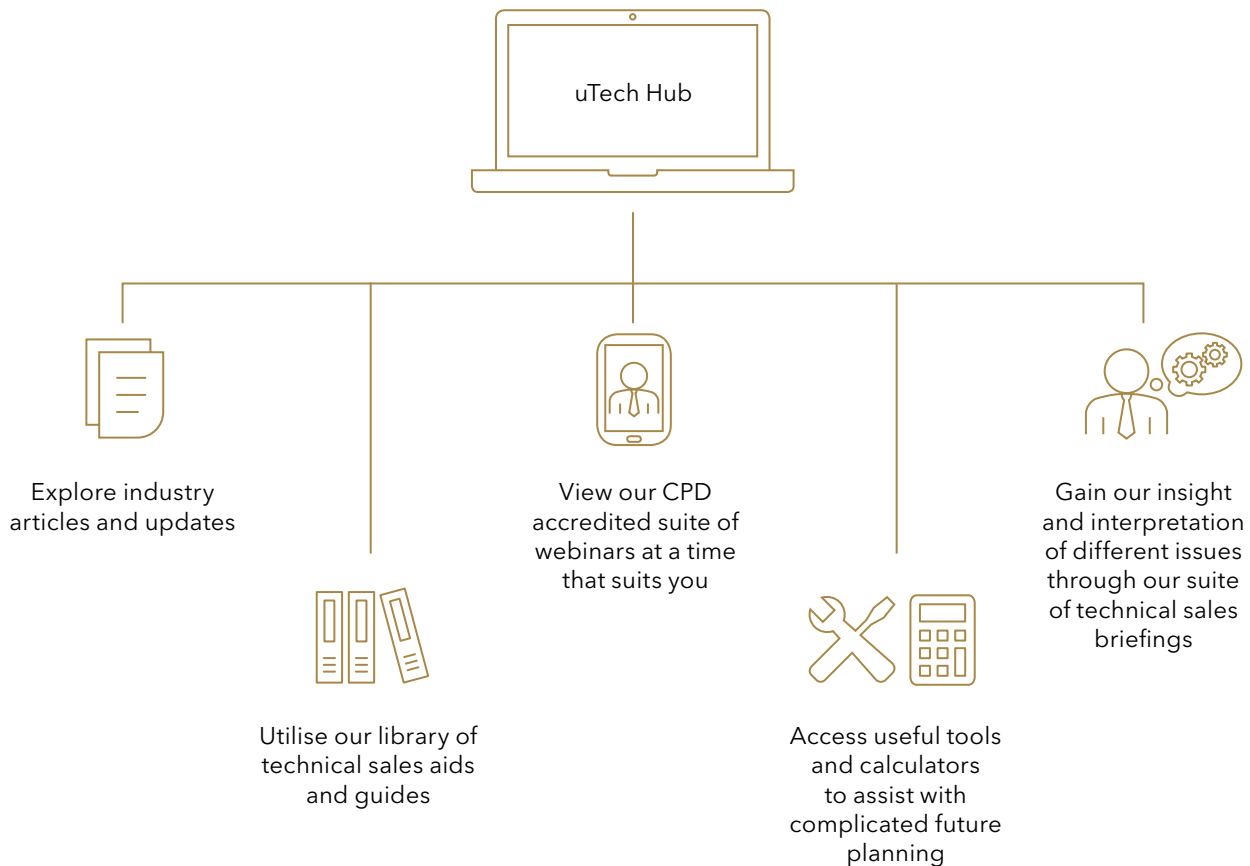 uTech Hub
Explore industry
articles and updates
Utilise our library of
technical sales aids
and guides
View our CPD
accredited suite of
webinars at a time
that suits you
Access useful tools
and calculators
to assist with
complicated future
planning
Gain our insight
and interpretation
of different issues
through our suite
of technical sales
briefings